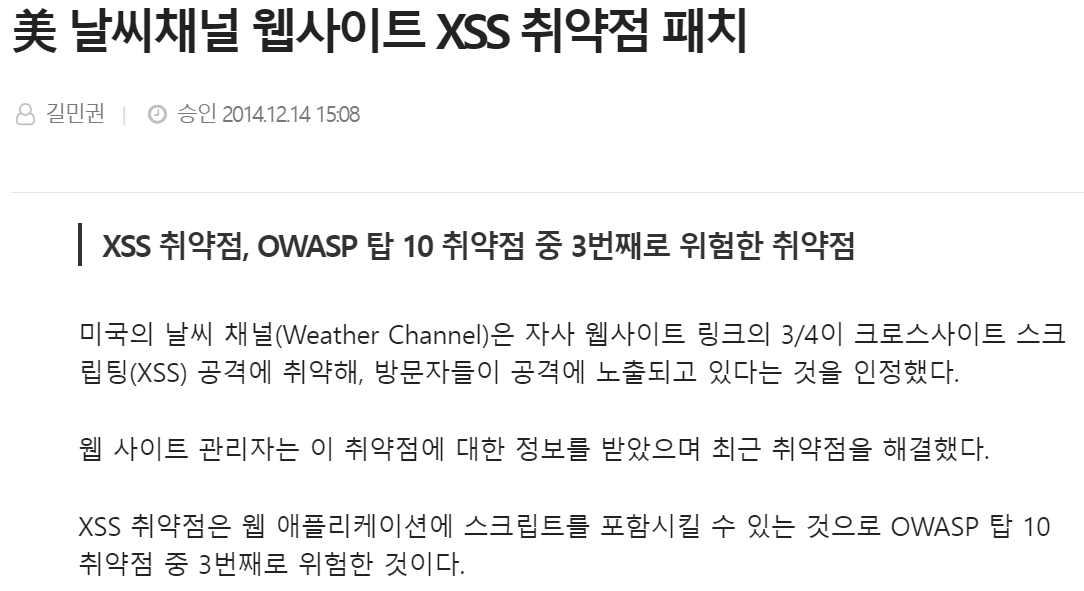 美 날씨채널 웹사이트 XSS 취약점 패치
길민권 | 승인 2014.12.14 15:08
XSS 취약점, OWASP 탑 10 취약점 중 3번째로 위험한 취약점
미국의 날씨 채널(Weather Channel)은 자사 웹사이트 링크의 3/4이 크로스사이트 스크
립팅(XSS) 공격에 취약해, 방문자들이 공격에 노출되고 있다는 것을 인정했다.
웹 사이트 관리자는 이 취약점에 대한 정보를 받았으며 최근 취약점을 해결했다.
XSS 취약점은 웹 애플리케이션에 스크립트를 포함시킬 수 있는 것으로 OWASP 탑 10
취약점 중 3번째로 위험한 것이다.